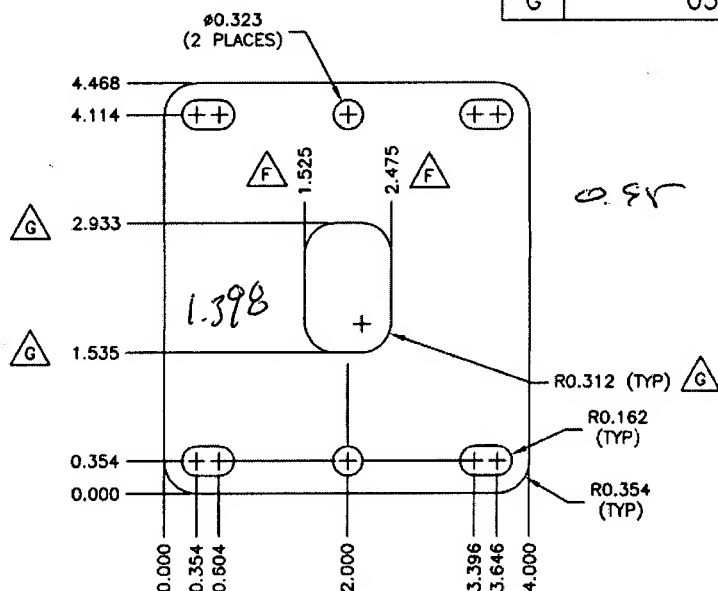 G 05
ø0.323
(2 PLACES)
4.468
4.114
F 1.525 2.475 F
G 2.933
1.398
G 1.535
R0.312 (TYP) G
R0.162
(TYP)
0.354
0.000
R0.354
(TYP)
0.000 0.354 0.604 2.000 3.396 3.646 4.000